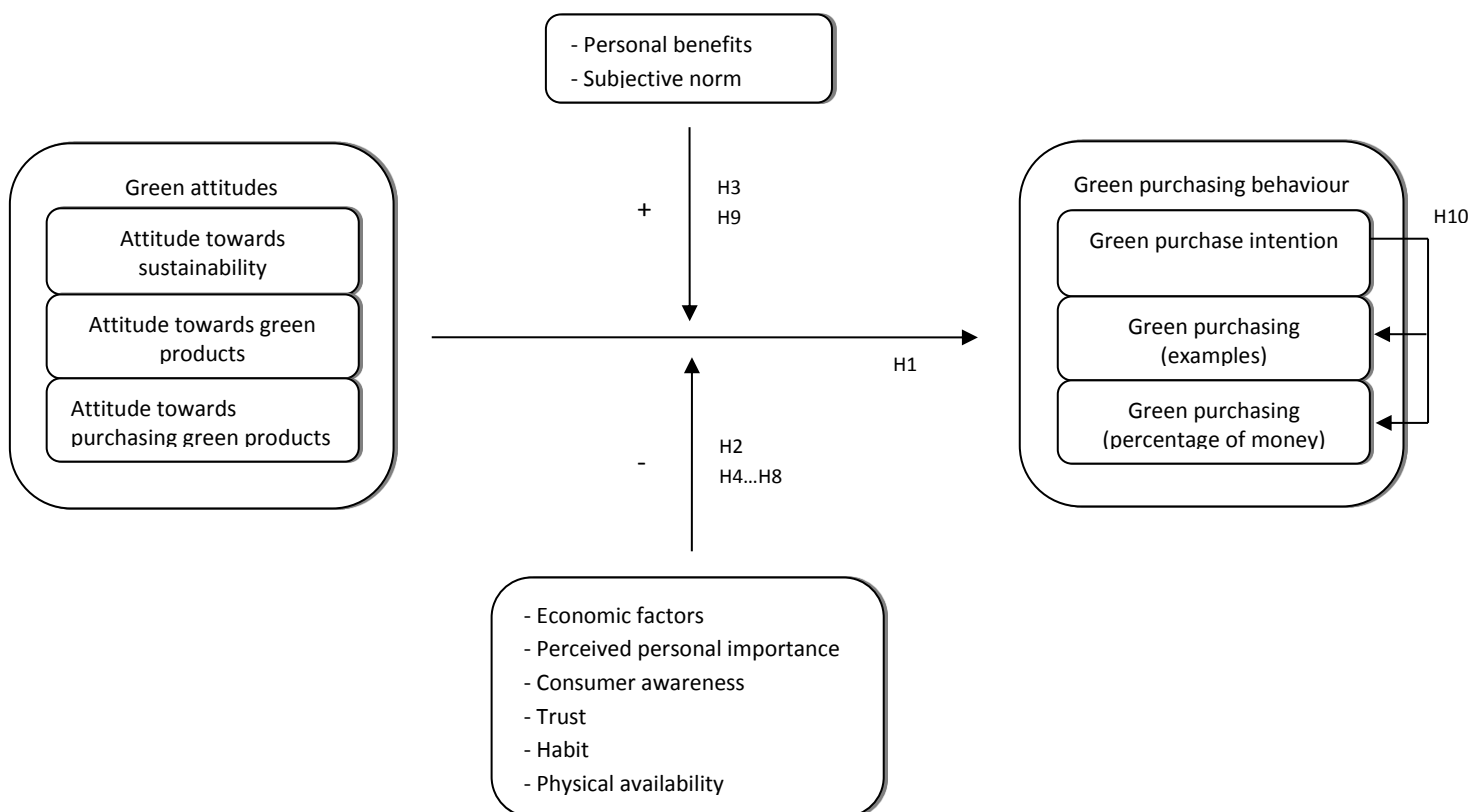 - Personal benefits
- Subjective norm
Green attitudes
Attitude towards
sustainability
Attitude towards green
products
Attitude towards
purchasing green products
+
H3
H9
H1
-
H2
H4...H8
Green purchasing behaviour
Green purchase intention
Green purchasing
(examples)
Green purchasing
(percentage of money)
H10
- Economic factors
- Perceived personal importance
- Consumer awareness
- Trust
- Habit
- Physical availability